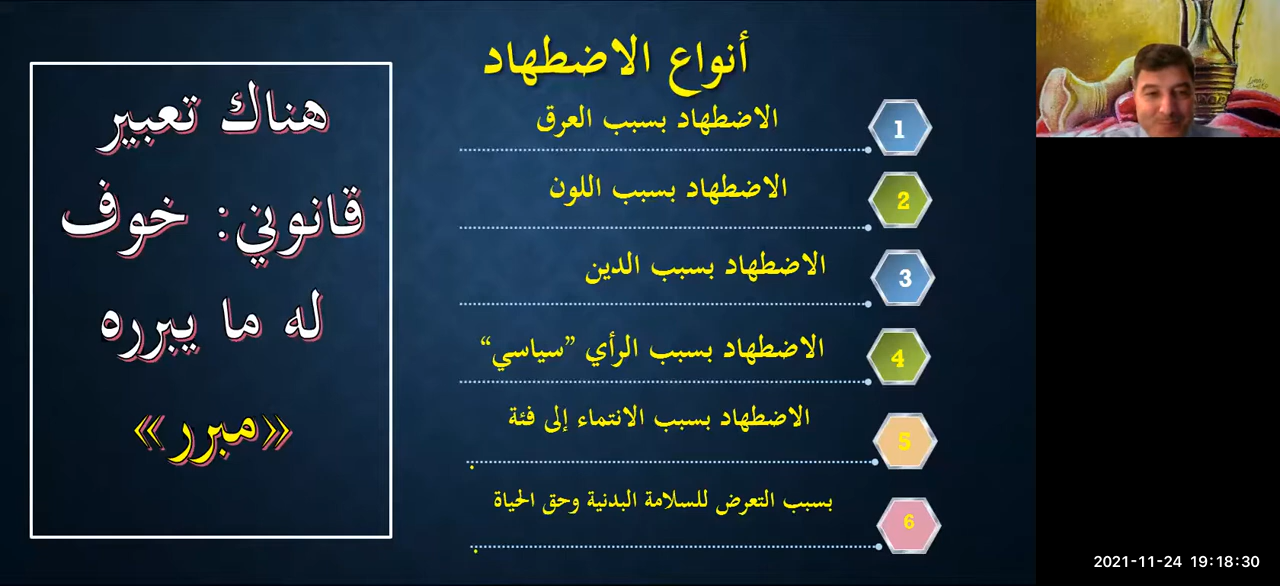 أنواع الاضطهاد
1 الاضطهاد بسبب العرق
2 الاضطهاد بسبب اللون
3 الاضطهاد بسبب الدين
4 الاضطهاد بسبب الرأي ”سياسي“
5 الاضطهاد بسبب الانتماء إلى فئة
.
6 بسبب التعرض للسلامة البدنية وحق الحياة
.
هناك تعبير
قانوني: خوف
له ما يبرره
«مبرر»
2021-11-24 19:18:30